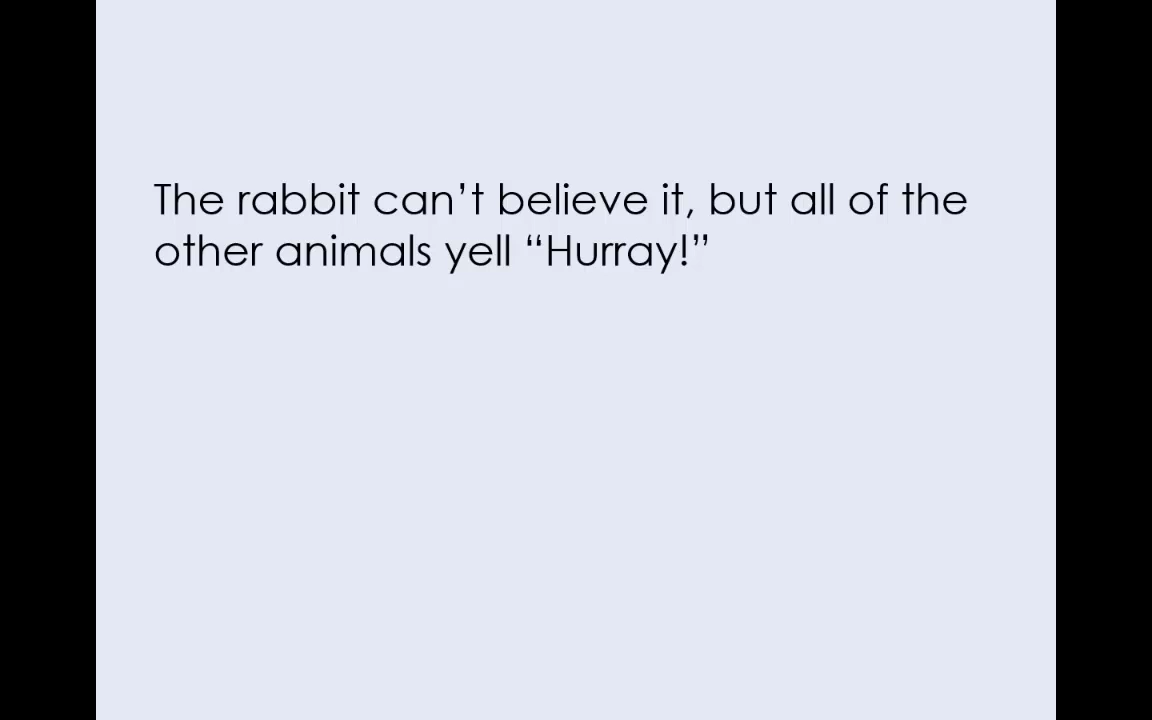 The rabbit can’t believe it, but all of the
other animals yell “Hurray!”